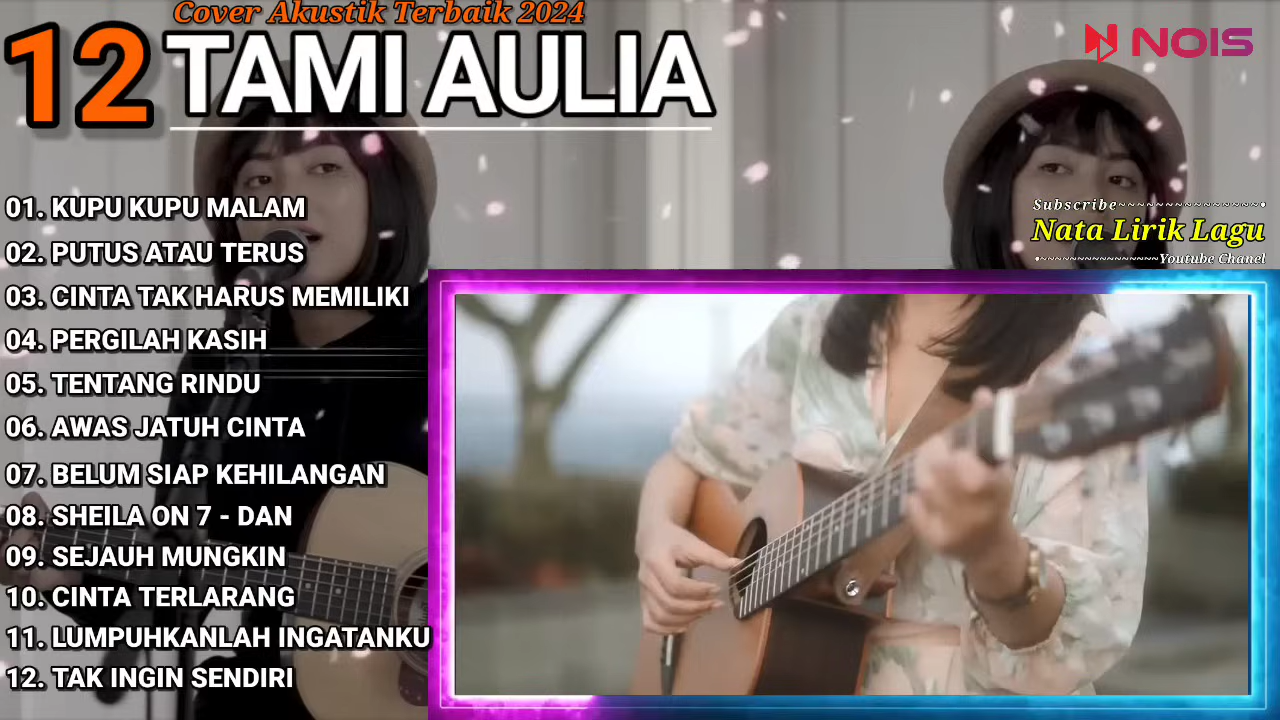 Cover Akustik Terbaik 2024
12 TAMI AULIA
NOIS
01. KUPU KUPU MALAM
02. PUTUS ATAU TERUS
03. CINTA TAK HARUS MEMILIKI
04. PERGILAH KASIH
05. TENTANG RINDU
06. AWAS JATUH CINTA
07. BELUM SIAP KEHILANGAN
08. SHEILA ON 7 - DAN
09. SEJAUH MUNGKIN
10. CINTA TERLARANG
11. LUMPUHKANLAH INGATANKU
12. TAK INGIN SENDIRI
Subscribe~~~~~~~~~~~~~~~•
Nata Lirik Lagu
•~~~~~~~~~~~~~~~~Youtube Chanel